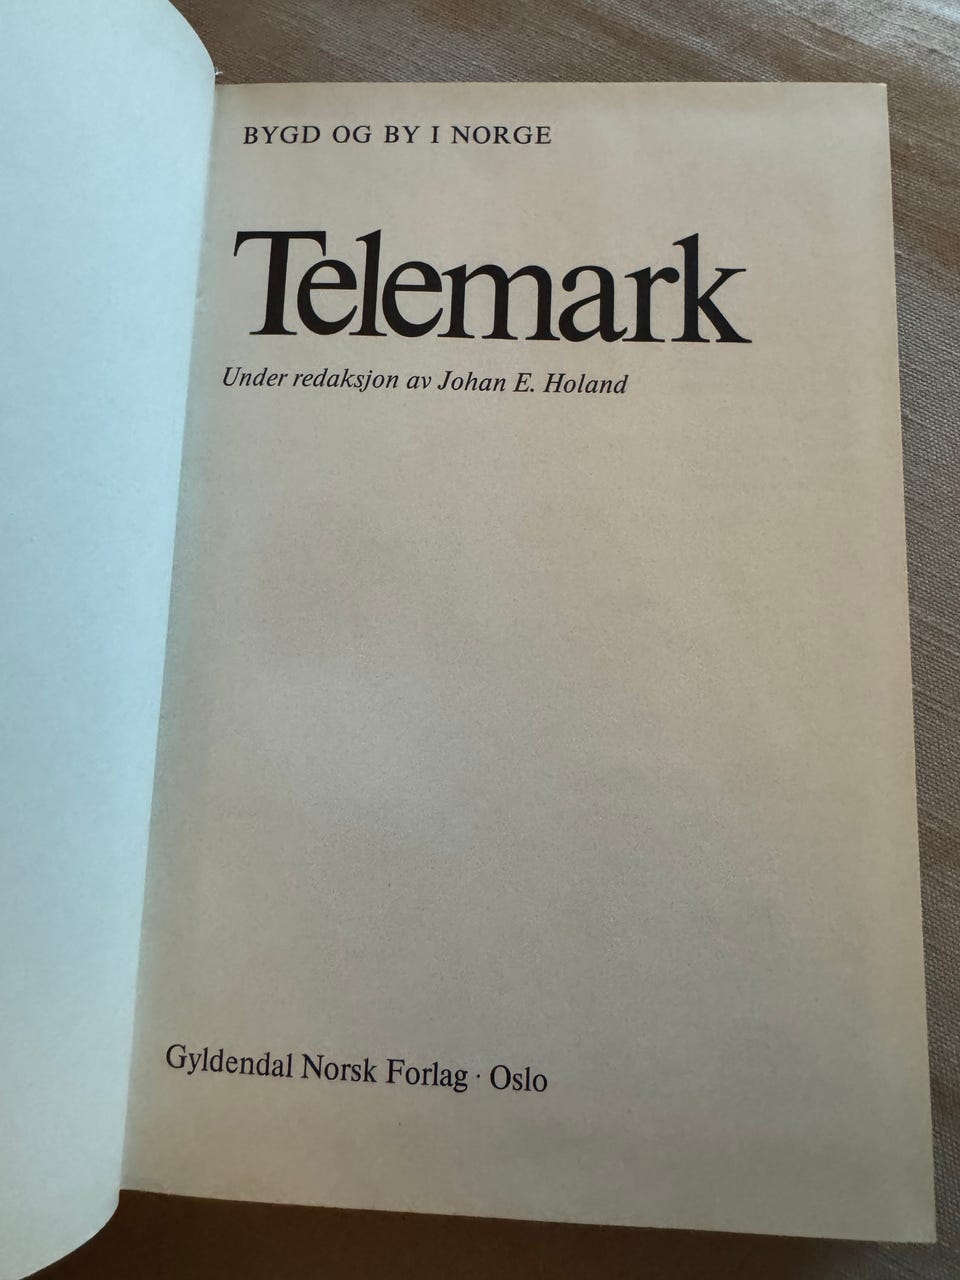 BYGD OG BY I NORGE
Telemark
Under redaksjon av Johan E. Holand
Gyldendal Norsk Forlag · Oslo